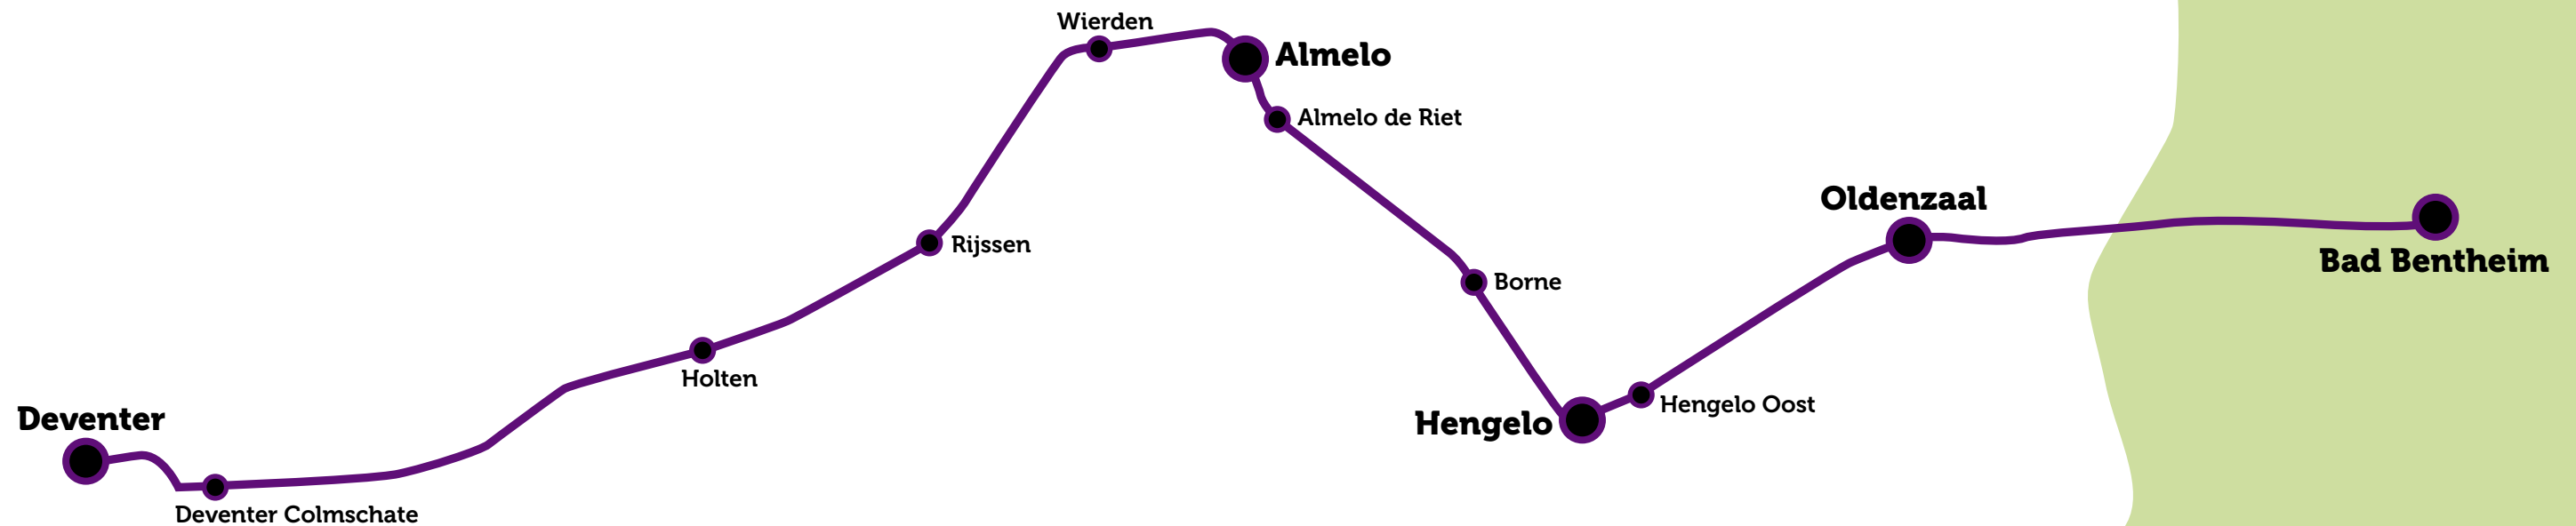 Deventer
Deventer Colmschate
Holten
Rijssen
Wierden
Almelo
Almelo de Riet
Borne
Hengelo
Hengelo Oost
Oldenzaal
Bad Bentheim